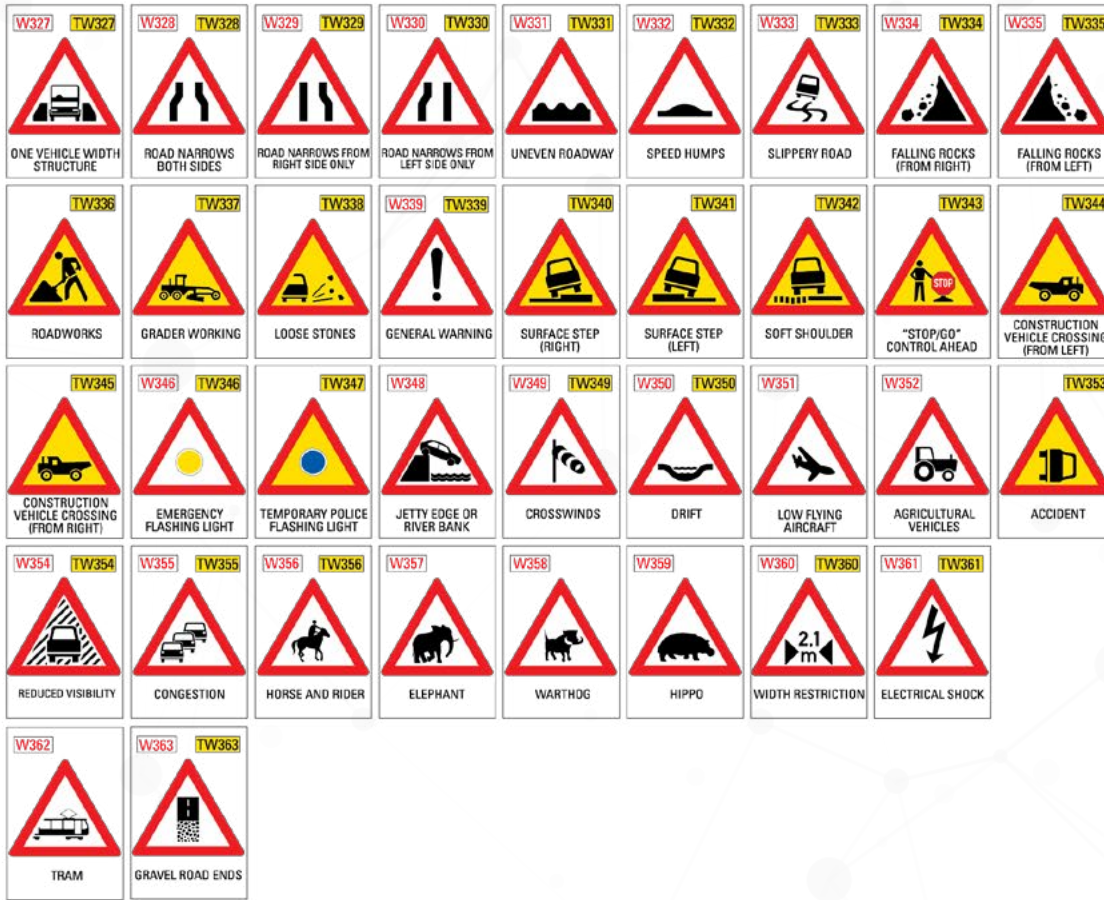 W327 TW327
ONE VEHICLE WIDTH
STRUCTURE
W328 TW328
ROAD NARROWS
BOTH SIDES
W329 TW329
ROAD NARROWS FROM
RIGHT SIDE ONLY
W330 TW330
ROAD NARROWS FROM
LEFT SIDE ONLY
W331 TW331
UNEVEN ROADWAY
W332 TW332
SPEED HUMPS
W333 TW333
SLIPPERY ROAD
W334 TW334
FALLING ROCKS
(FROM RIGHT)
W335 TW335
FALLING ROCKS
(FROM LEFT)
TW336
ROADWORKS
TW337
GRADER WORKING
TW338
LOOSE STONES
W339 TW339
GENERAL WARNING
TW340
SURFACE STEP
(RIGHT)
TW341
SURFACE STEP
(LEFT)
TW342
SOFT SHOULDER
TW343
STOP
"STOP/GO"
CONTROL AHEAD
TW344
CONSTRUCTION
VEHICLE CROSSING
(FROM LEFT)
TW345
CONSTRUCTION
VEHICLE CROSSING
(FROM RIGHT)
W346 TW346
EMERGENCY
FLASHING LIGHT
TW347
TEMPORARY POLICE
FLASHING LIGHT
W348
JETTY EDGE OR
RIVER BANK
W349 TW349
CROSSWINDS
W350 TW350
DRIFT
W351
LOW FLYING
AIRCRAFT
W352
AGRICULTURAL
VEHICLES
TW353
ACCIDENT
W354 TW354
REDUCED VISIBILITY
W355 TW355
CONGESTION
W356 TW356
HORSE AND RIDER
W357
ELEPHANT
W358
WARTHOG
W359
HIPPO
W360 TW360
2.1
m
WIDTH RESTRICTION
W361 TW361
ELECTRICAL SHOCK
W362
TRAM
W363 TW363
GRAVEL ROAD ENDS